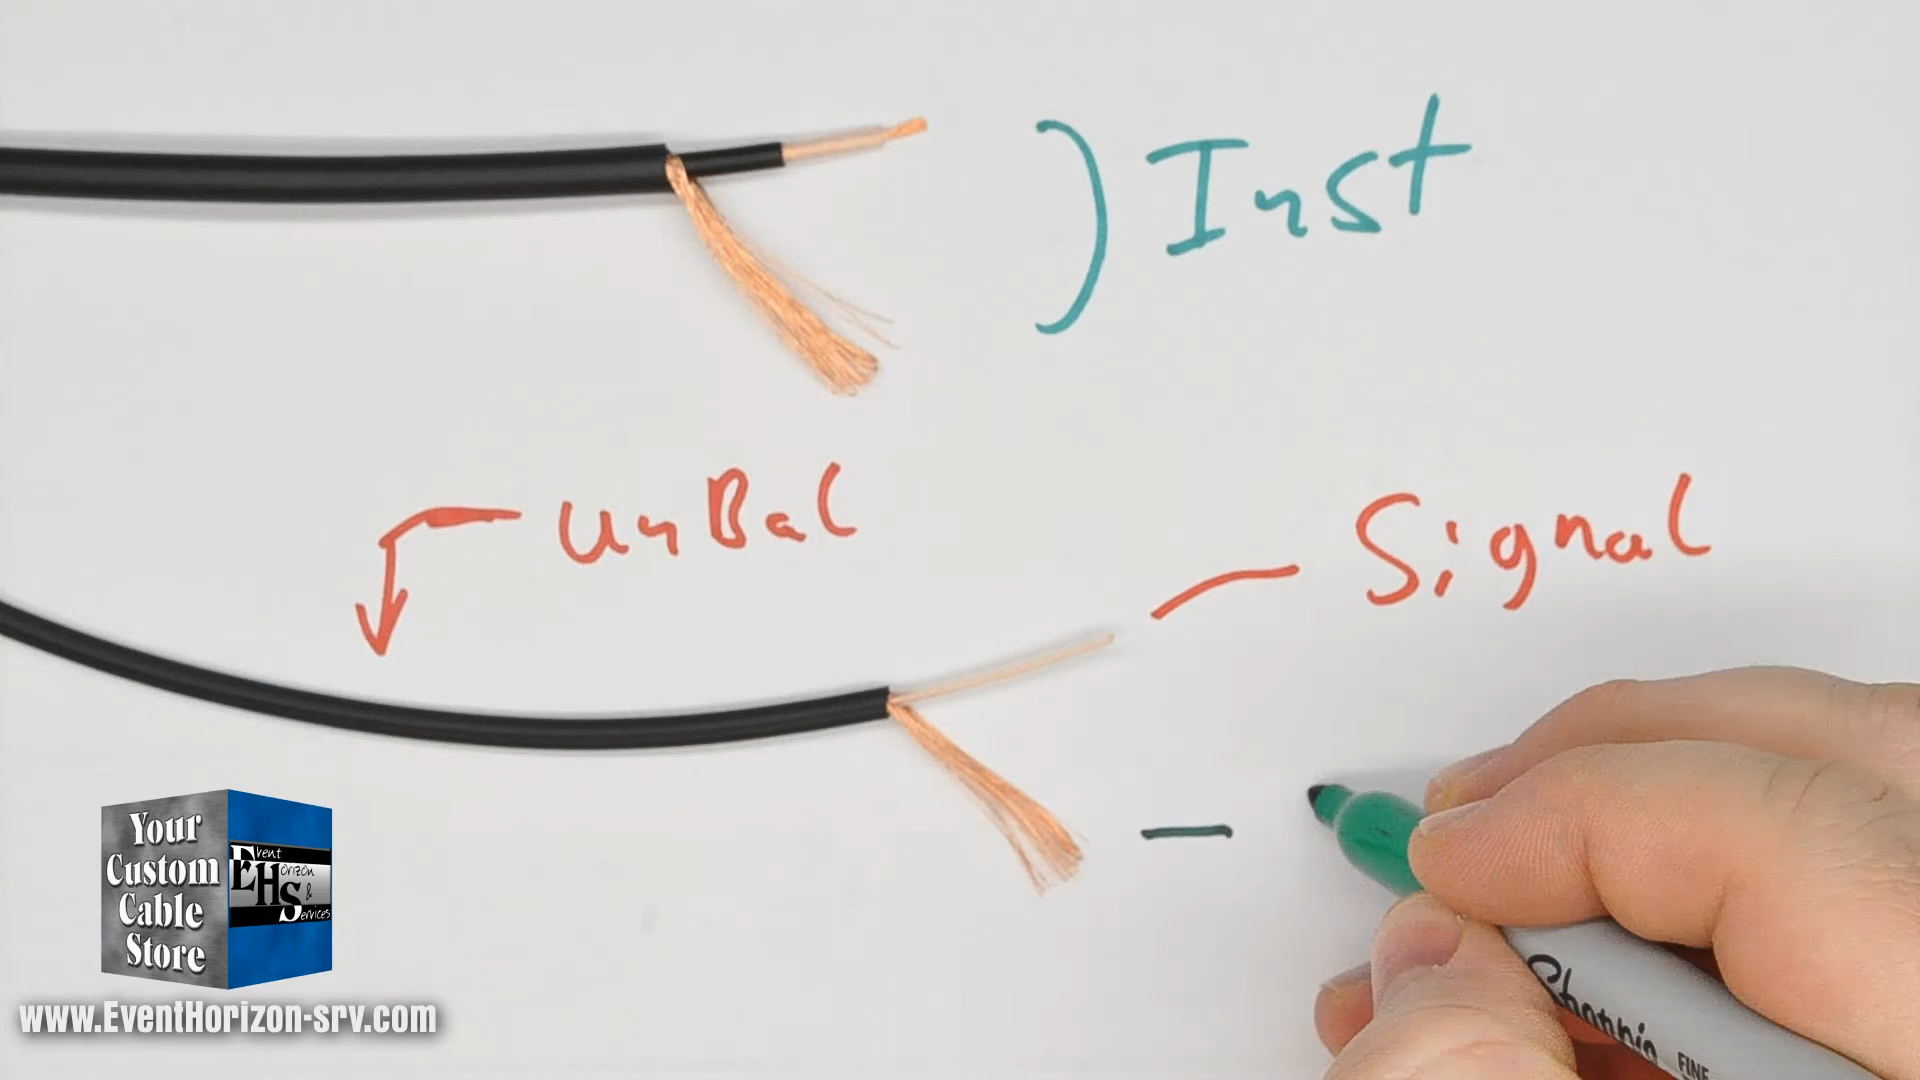 Inst
UnBal
Signal
Your
Custom
Cable
Store
Event
Horizon
&
Services
EHS
www.EventHorizon-srv.com
Sharpie
FINE